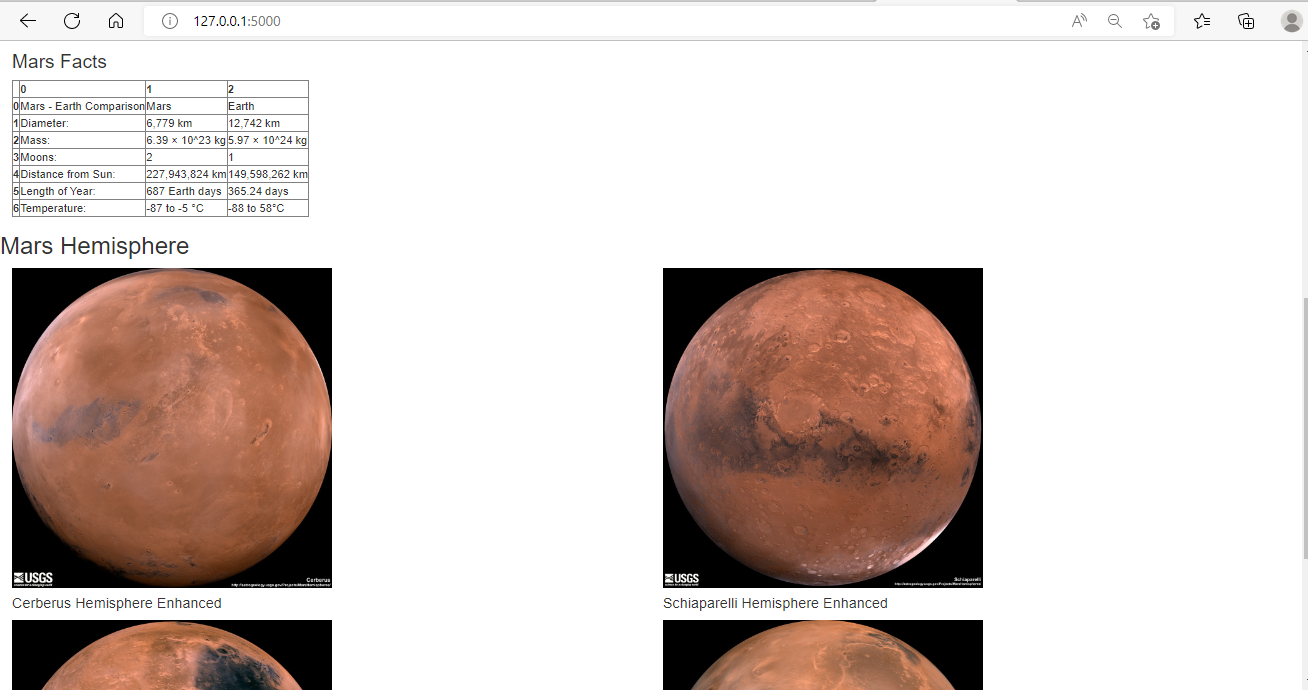 127.0.0.1:5000
Mars Facts
0 1 2
0 Mars - Earth Comparison Mars Earth
1 Diameter: 6,779 km 12,742 km
2 Mass: 6.39 × 10^23 kg 5.97 × 10^24 kg
3 Moons: 2 1
4 Distance from Sun: 227,943,824 km 149,598,262 km
5 Length of Year: 687 Earth days 365.24 days
6 Temperature: -87 to -5 °C -88 to 58°C
Mars Hemisphere
USGS Cerberus
USGS Schiaparelli
Cerberus Hemisphere Enhanced Schiaparelli Hemisphere Enhanced